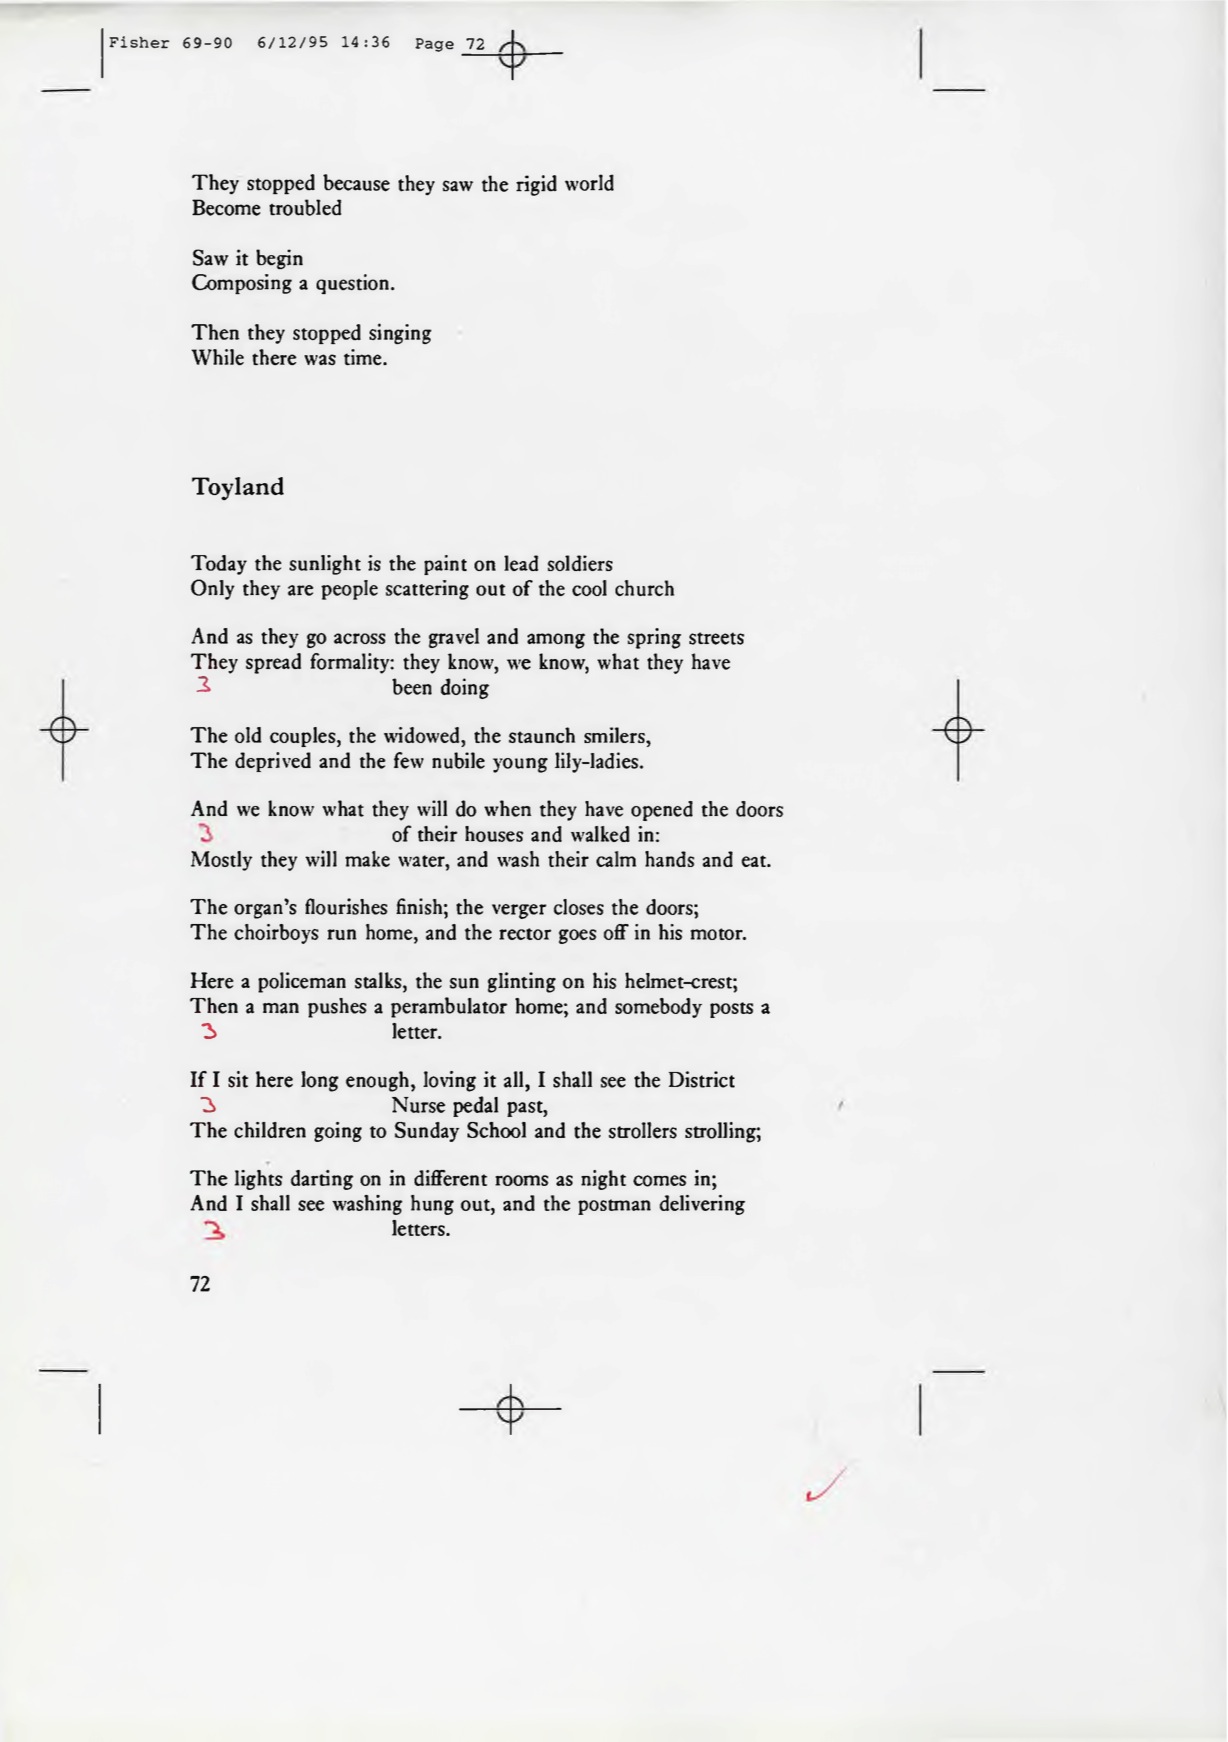 Fisher 69-90 6/12/95 14:36 Page 72
They stopped because they saw the rigid world
Become troubled
Saw it begin
Composing a question.
Then they stopped singing
While there was time.
Toyland
Today the sunlight is the paint on lead soldiers
Only they are people scattering out of the cool church
And as they go across the gravel and among the spring streets
They spread formality: they know, we know, what they have
3 been doing
The old couples, the widowed, the staunch smilers,
The deprived and the few nubile young lily-ladies.
And we know what they will do when they have opened the doors
3 of their houses and walked in:
Mostly they will make water, and wash their calm hands and eat.
The organ's flourishes finish; the verger closes the doors;
The choirboys run home, and the rector goes off in his motor.
Here a policeman stalks, the sun glinting on his helmet-crest;
Then a man pushes a perambulator home; and somebody posts a
3 letter.
If I sit here long enough, loving it all, I shall see the District
3 Nurse pedal past,
The children going to Sunday School and the strollers strolling;
The lights darting on in different rooms as night comes in;
And I shall see washing hung out, and the postman delivering
3 letters.
72